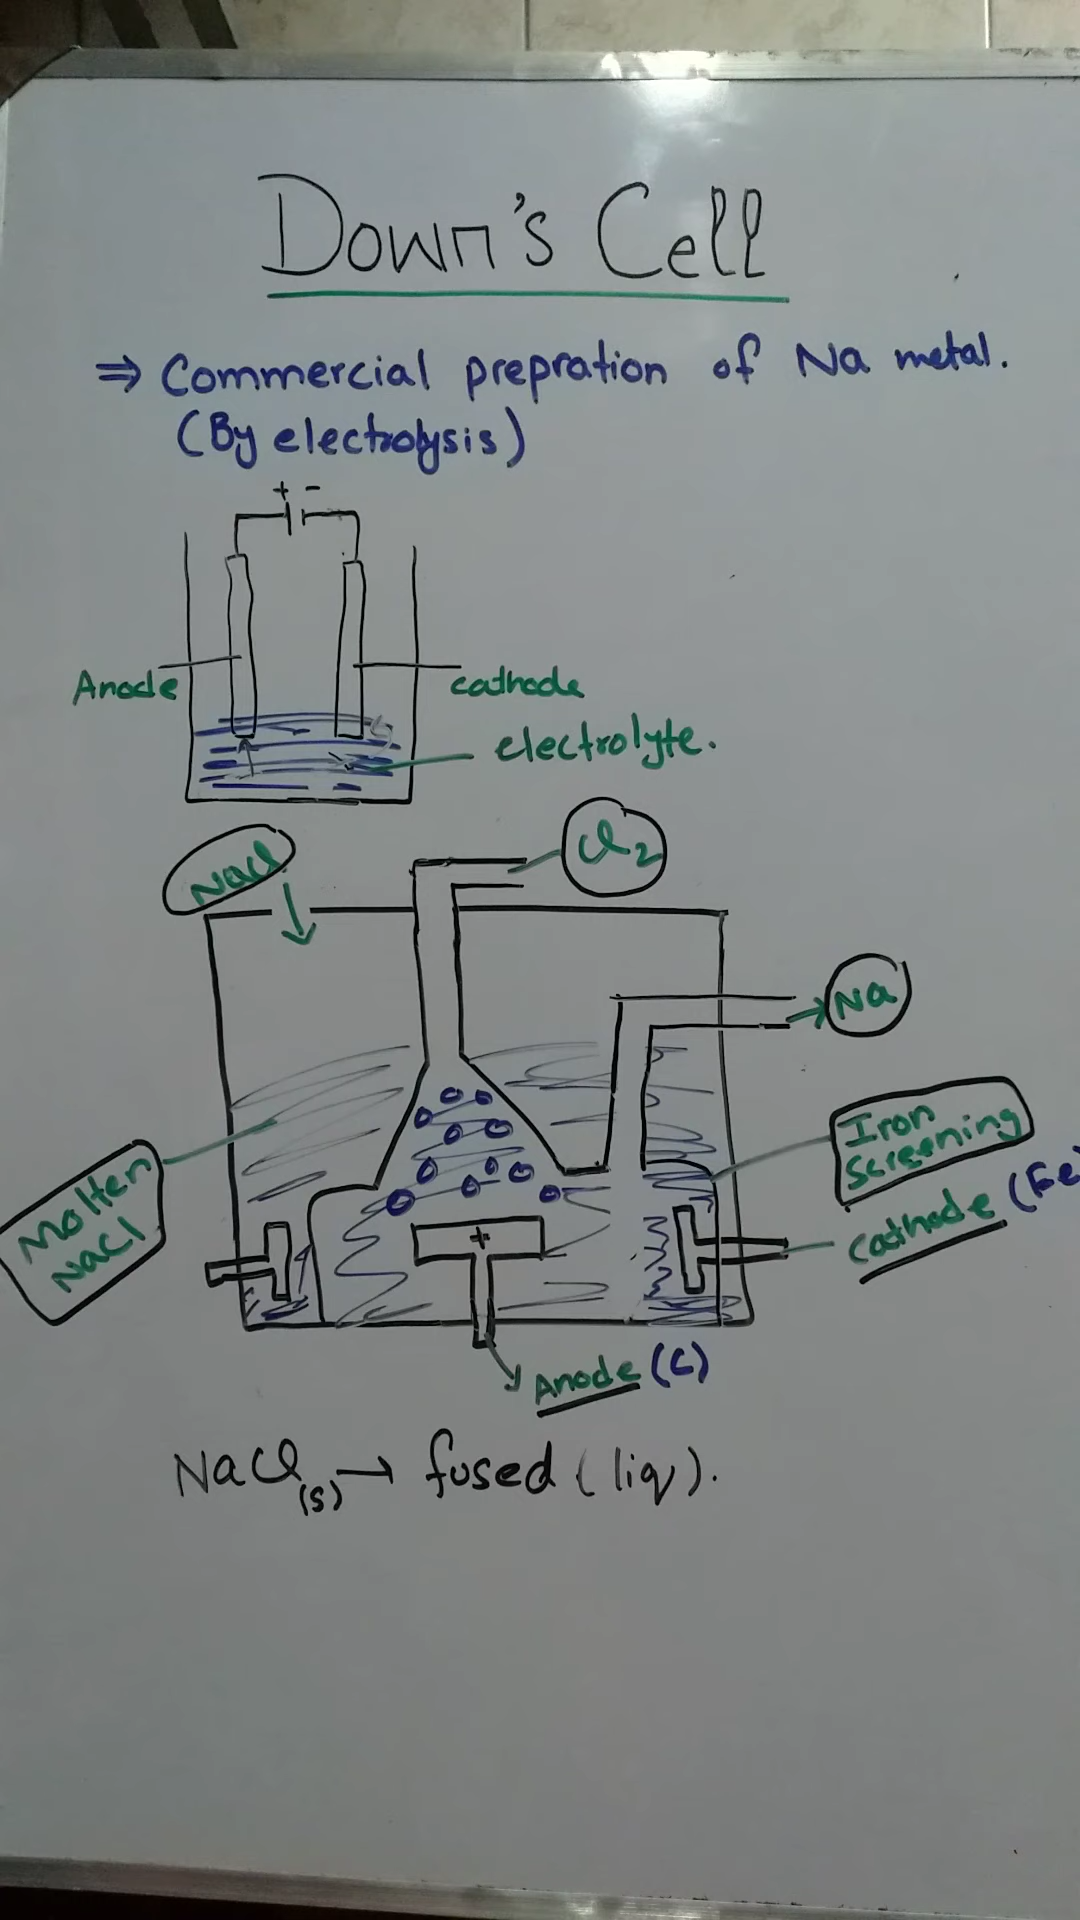 Down's Cell
⇒ Commercial prepration of Na metal.
(By electrolysis)
+ -
Anode
cathode
electrolyte.
NaCl
Cl2
Na
Iron
Screening
Molten
NaCl
Cathode (Fe)
+
Anode (C)
NaCl(s) → fused (liq).